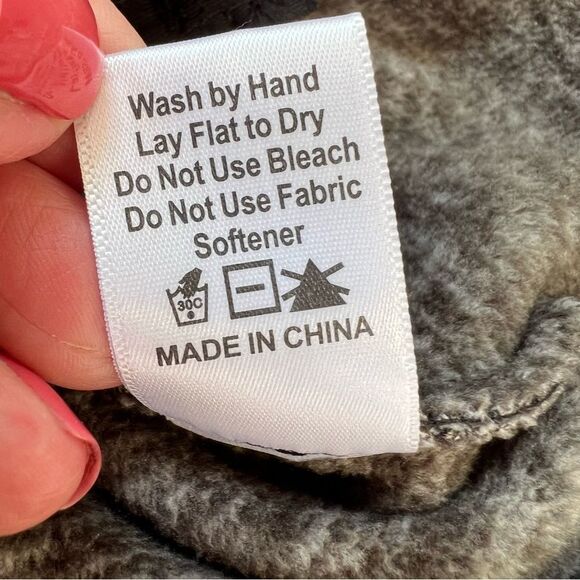 Wash by Hand
Lay Flat to Dry
Do Not Use Bleach
Do Not Use Fabric
Softener
30C
MADE IN CHINA